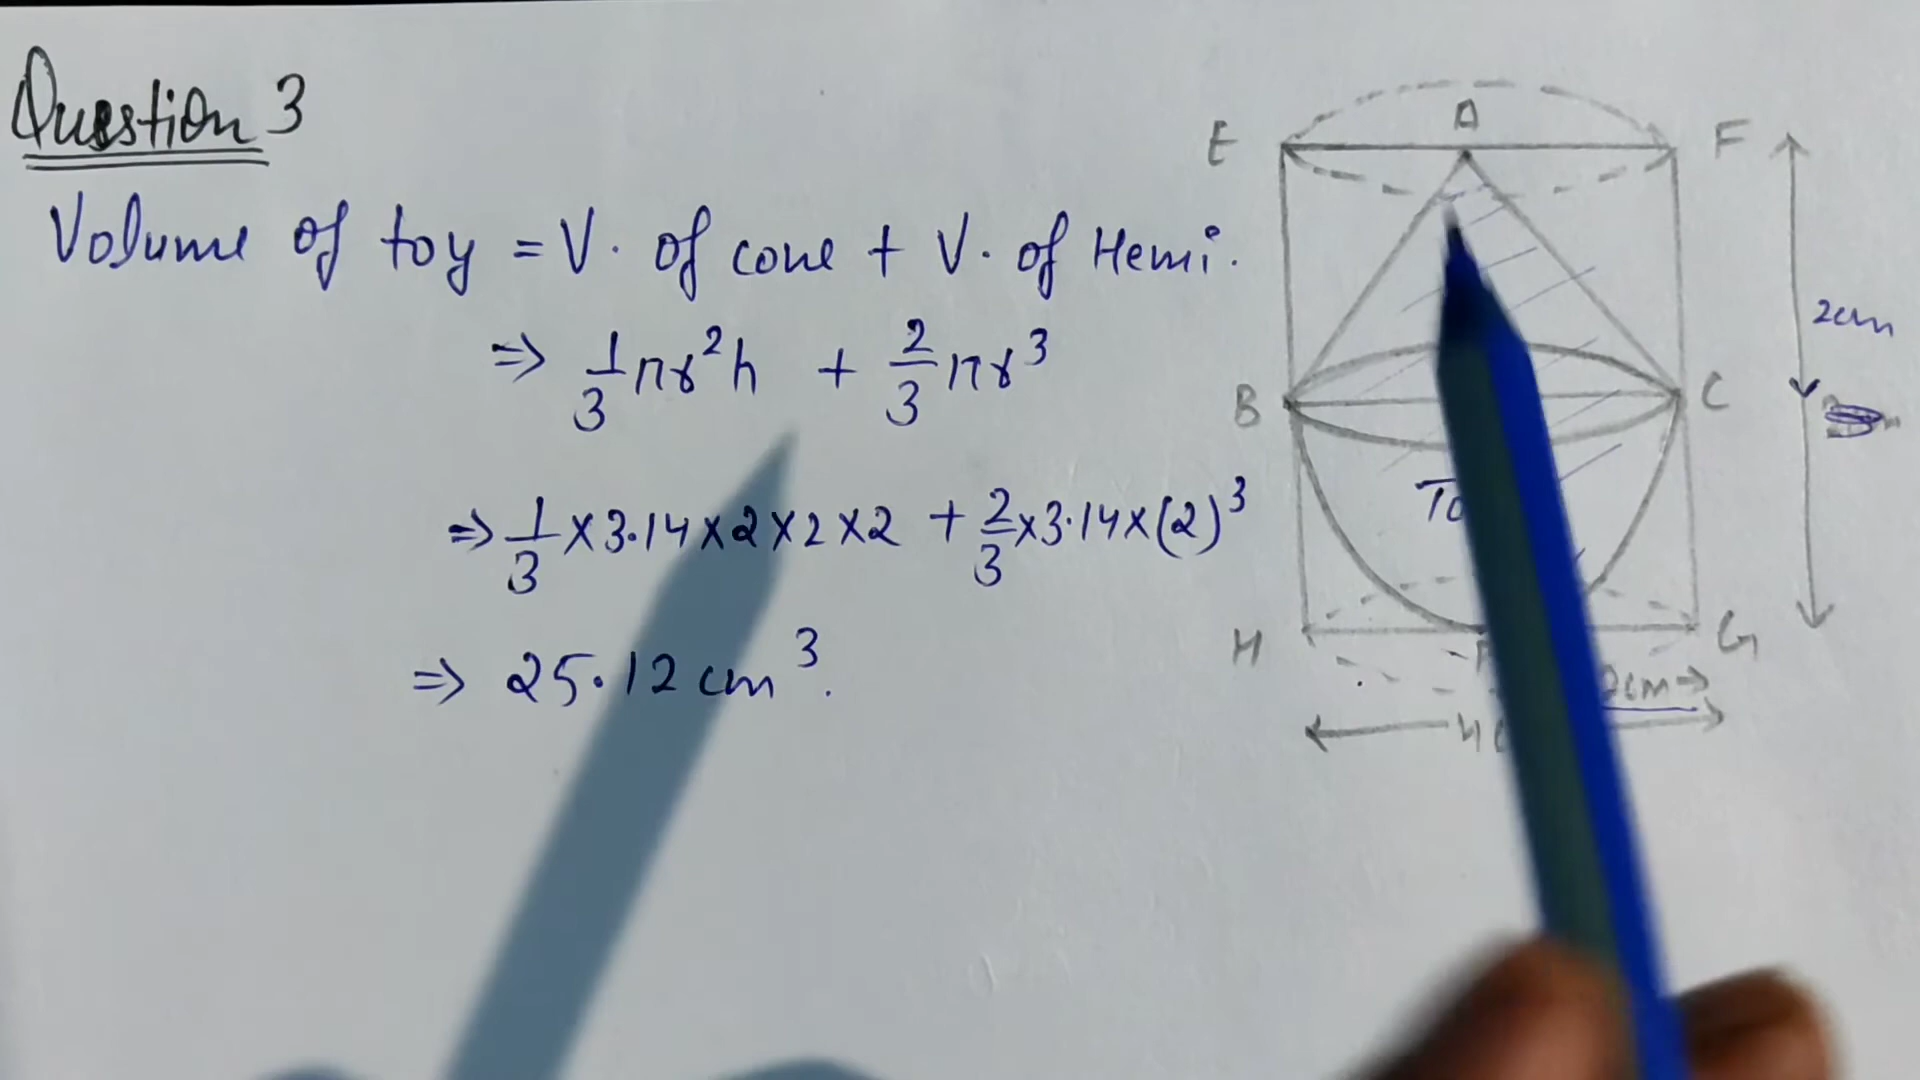 Question 3
Volume of toy = V. of cone + V. of Hemi.
⇒ 1/3 πr²h + 2/3 πr³
⇒ 1/3 × 3.14 × 2 × 2 × 2 + 2/3 × 3.14 × (2)³
⇒ 25.12 cm³.
E A F
2cm
B C
H G
2cm